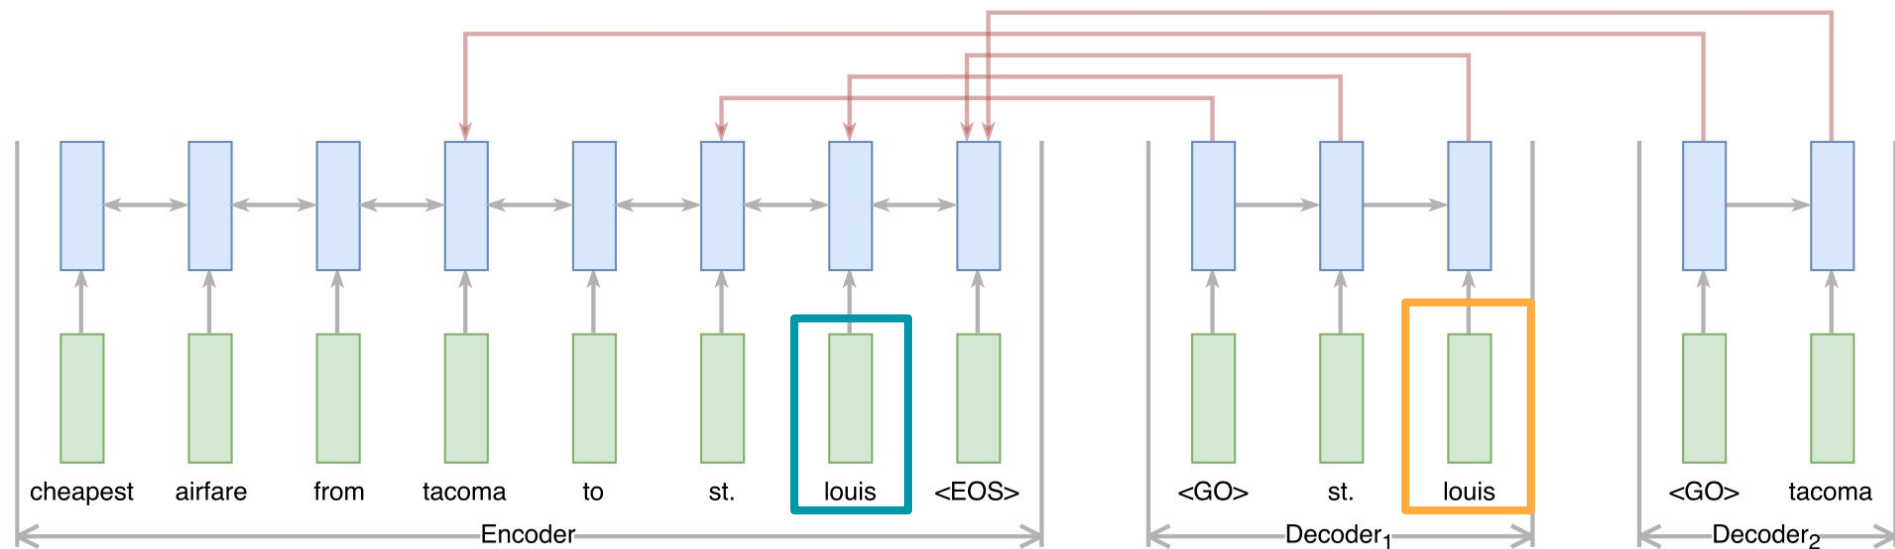 cheapest airfare from tacoma to st. louis <EOS> <GO> st. louis <GO> tacoma
Encoder Decoder1 Decoder2